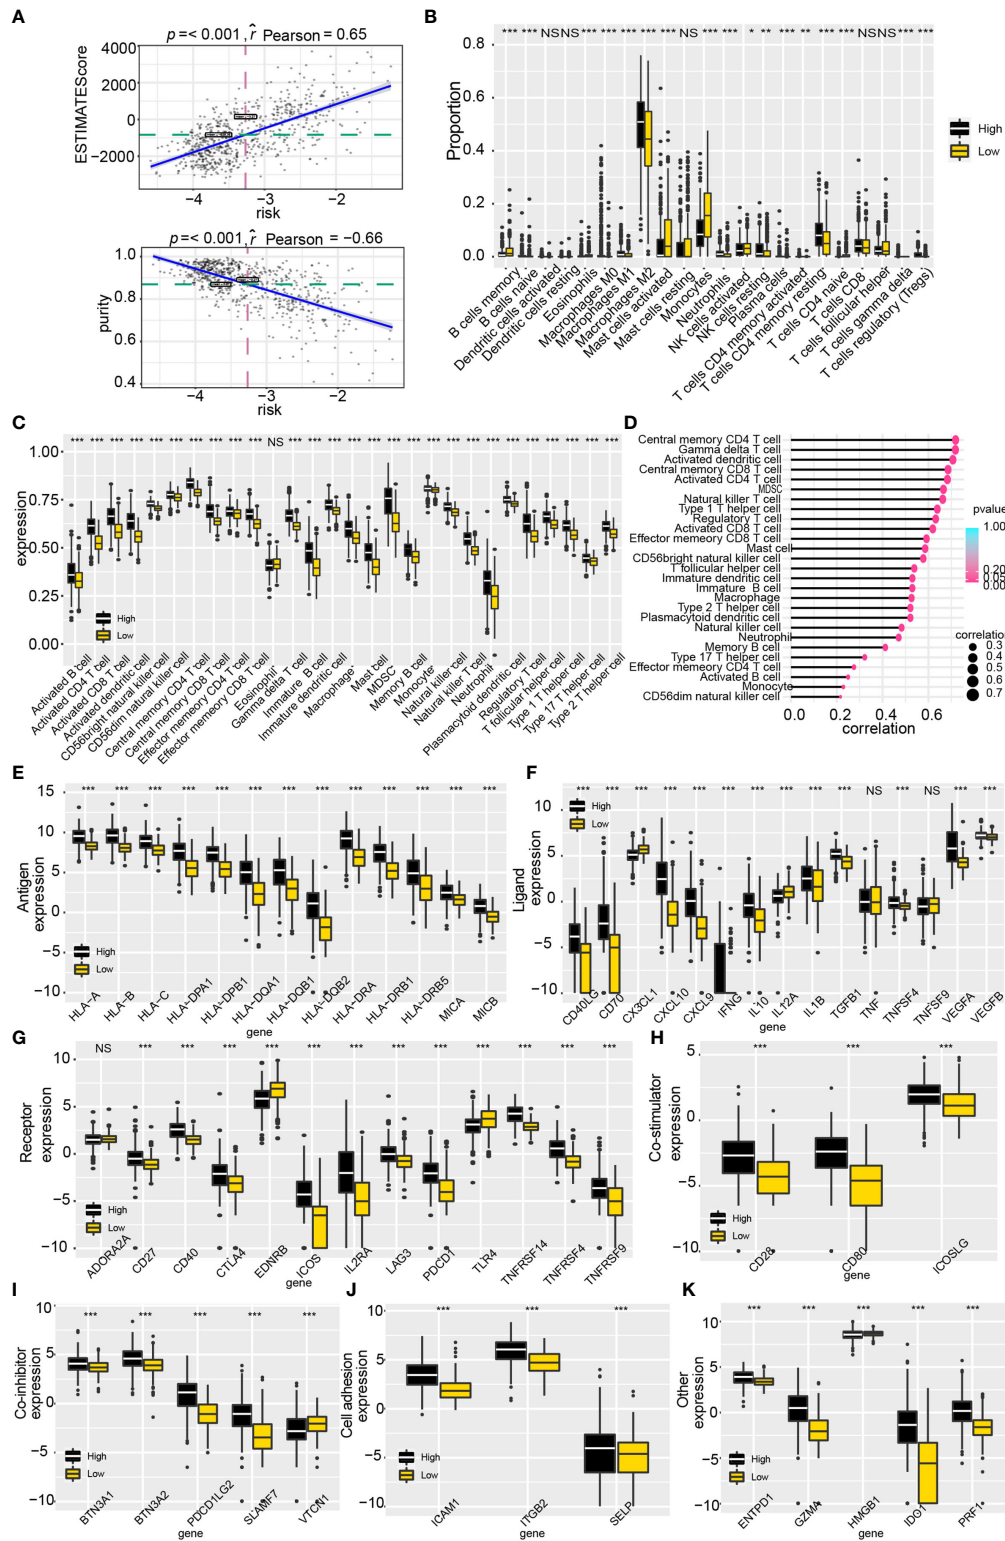 A
p =< 0.001 , r̂ Pearson = 0.65
ESTIMATEScore
4000
2000
0
−2000
−4 −3 −2
risk
p =< 0.001 , r̂ Pearson = −0.66
purity
1.0
0.8
0.6
0.4
−4 −3 −2
risk
B
*** *** NS NS *** *** *** *** *** NS *** *** * ** *** ** *** *** NS NS *** ***
Proportion
0.8
0.6
0.4
0.2
0.0
High
Low
B cells memory
B cells naive
Dendritic cells activated
Dendritic cells resting
Eosinophils
Macrophages M0
Macrophages M1
Macrophages M2
Mast cells activated
Mast cells resting
Monocytes
Neutrophils
NK cells activated
NK cells resting
Plasma cells
T cells CD4 memory activated
T cells CD4 memory resting
T cells CD4 naive
T cells CD8
T cells follicular helper
T cells gamma delta
T cells regulatory (Tregs)
C
*** *** *** *** *** *** *** *** *** *** NS *** *** *** *** *** *** *** *** *** *** *** *** *** *** *** *** ***
expression
1.00
0.75
0.50
0.25
0.00
High
Low
Activated B cell
Activated CD4 T cell
Activated CD8 T cell
Activated dendritic cell
CD56bright natural killer cell
CD56dim natural killer cell
Central memory CD4 T cell
Central memory CD8 T cell
Effector memeory CD4 T cell
Effector memeory CD8 T cell
Eosinophil
Gamma delta T cell
Immature B cell
Immature dendritic cell
Macrophage
Mast cell
MDSC
Memory B cell
Monocyte
Natural killer cell
Natural killer T cell
Neutrophil
Plasmacytoid dendritic cell
Regulatory T cell
T follicular helper cell
Type 1 T helper cell
Type 17 T helper cell
Type 2 T helper cell
D
Central memory CD4 T cell
Gamma delta T cell
Activated dendritic cell
Central memory CD8 T cell
Activated CD4 T cell
MDSC
Natural killer T cell
Type 1 T helper cell
Regulatory T cell
Activated CD8 T cell
Effector memeory CD8 T cell
Mast cell
CD56bright natural killer cell
T follicular helper cell
Immature dendritic cell
Immature B cell
Macrophage
Type 2 T helper cell
Plasmacytoid dendritic cell
Natural killer cell
Neutrophil
Memory B cell
Type 17 T helper cell
Effector memeory CD4 T cell
Activated B cell
Monocyte
CD56dim natural killer cell
0.0 0.2 0.4 0.6
correlation
pvalue
1.00
0.20
0.05
0.00
correlatio
0.3
0.4
0.5
0.6
0.7
E
*** *** *** *** *** *** *** *** *** *** *** *** ***
Antigen
expression
15
10
5
0
−5
High
Low
HLA−A
HLA−B
HLA−C
HLA−DPA1
HLA−DPB1
HLA−DQA1
HLA−DQB1
HLA−DQB2
HLA−DRA
HLA−DRB1
HLA−DRB5
MICA
MICB
gene
F
*** *** *** *** *** *** *** *** *** *** NS *** NS *** ***
Ligand
expression
10
5
0
−5
−10
High
Low
CD40LG
CD70
CX3CL1
CXCL10
CXCL9
IFNG
IL10
IL12A
IL1B
TGFB1
TNF
TNFSF4
TNFSF9
VEGFA
VEGFB
gene
G
NS *** *** *** *** *** *** *** *** *** *** *** ***
Receptor
expression
10
5
0
−5
−10
High
Low
ADORA2A
CD27
CD40
CTLA4
EDNRB
ICOS
IL2RA
LAG3
PDCD1
TLR4
TNFRSF14
TNFRSF4
TNFRSF9
gene
H
*** *** ***
Co-stimulator
expression
5
0
−5
−10
High
Low
CD28
CD80
ICOSLG
gene
I
*** *** *** *** ***
Co-inhibitor
expression
10
5
0
−5
−10
High
Low
BTN3A1
BTN3A2
PDCD1LG2
SLAMF7
VTCN1
gene
J
*** *** ***
Cell adhesion
expression
10
5
0
−5
−10
High
Low
ICAM1
ITGB2
SELP
gene
K
*** *** *** *** ***
Other
expression
10
5
0
−5
−10
High
Low
ENTPD1
GZMA
HMGB1
IDO1
PRF1
gene